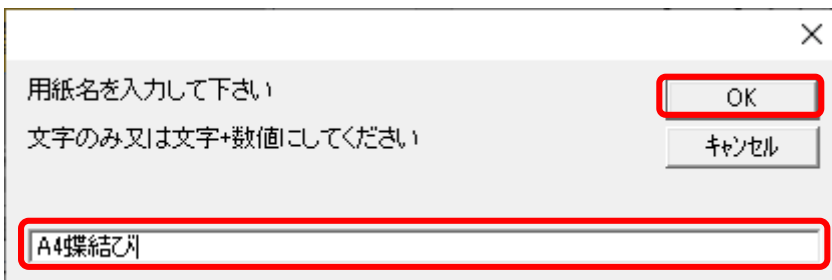 用紙名を入力して下さい
OK
文字のみ又は文字+数値にしてください
キャンセル
A4蝶結び